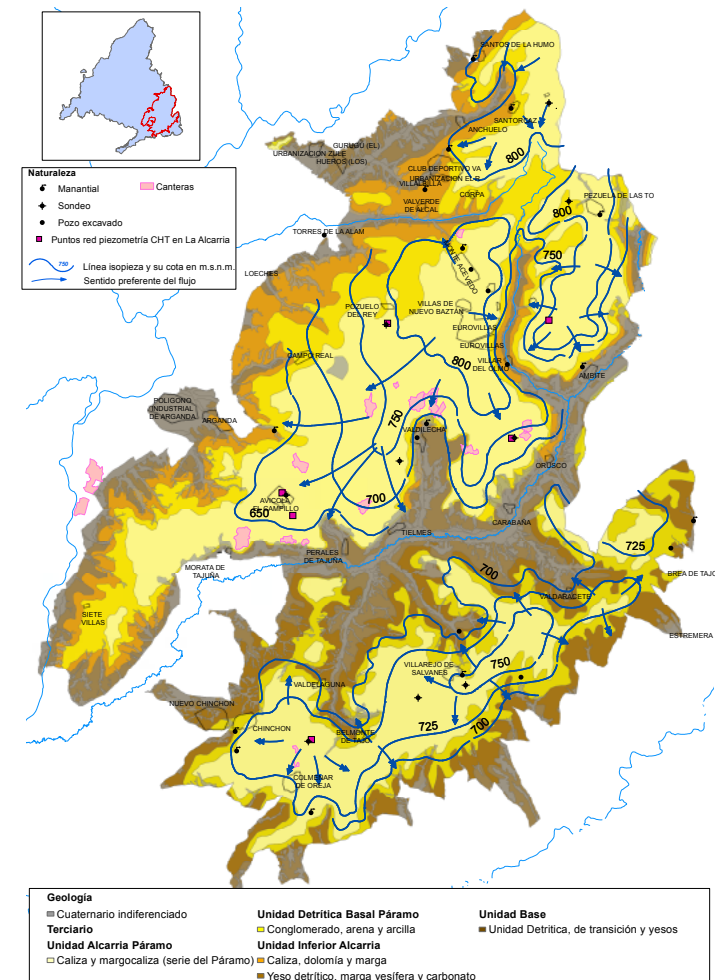 SANTOS DE LA HUMO
SANTORCAZ
ANCHUELO
800
GURUGU (EL)
URBANIZACION ZULE
HUEROS (LOS)
CLUB DEPORTIVO VA
URBANIZACION EL R
VILLALBILLA
CORPA
VALVERDE
DE ALCAL
PEZUELA DE LAS TO
800
Naturaleza
Manantial
Canteras
Sondeo
Pozo excavado
Puntos red piezometría CHT en La Alcarria
750
Línea isopieza y su cota en m.s.n.m.
Sentido preferente del flujo
TORRES DE LA ALAM
LOECHES
MONTE ACEVEDO
750
POZUELO
DEL REY
VILLAS DE
NUEVO BAZTÁN
EUROVILLAS
EUROVILLAS
CAMPO REAL
800
VILLAR
DEL OLMO
AMBITE
POLIGONO
INDUSTRIAL
DE ARGANDA
ARGANDA
750
VALDILECHA
ORUSCO
AVICOLA
EL CAMPILLO
650
700
CARABAÑA
TIELMES
PERALES
DE TAJUÑA
MORATA DE
TAJUÑA
725
BREA DE TAJO
700
VALDARACETE
SIETE
VILLAS
ESTREMERA
VILLAREJO DE
SALVANES
750
VALDELAGUNA
NUEVO CHINCHON
CHINCHON
BELMONTE
DE TAJO
725
700
COLMENAR
DE OREJA
Geología
Cuaternario indiferenciado
Terciario
Unidad Alcarria Páramo
Caliza y margocaliza (serie del Páramo)
Unidad Detrítica Basal Páramo
Conglomerado, arena y arcilla
Unidad Inferior Alcarria
Caliza, dolomía y marga
Yeso detrítico, marga yesífera y carbonato
Unidad Base
Unidad Detritica, de transición y yesos